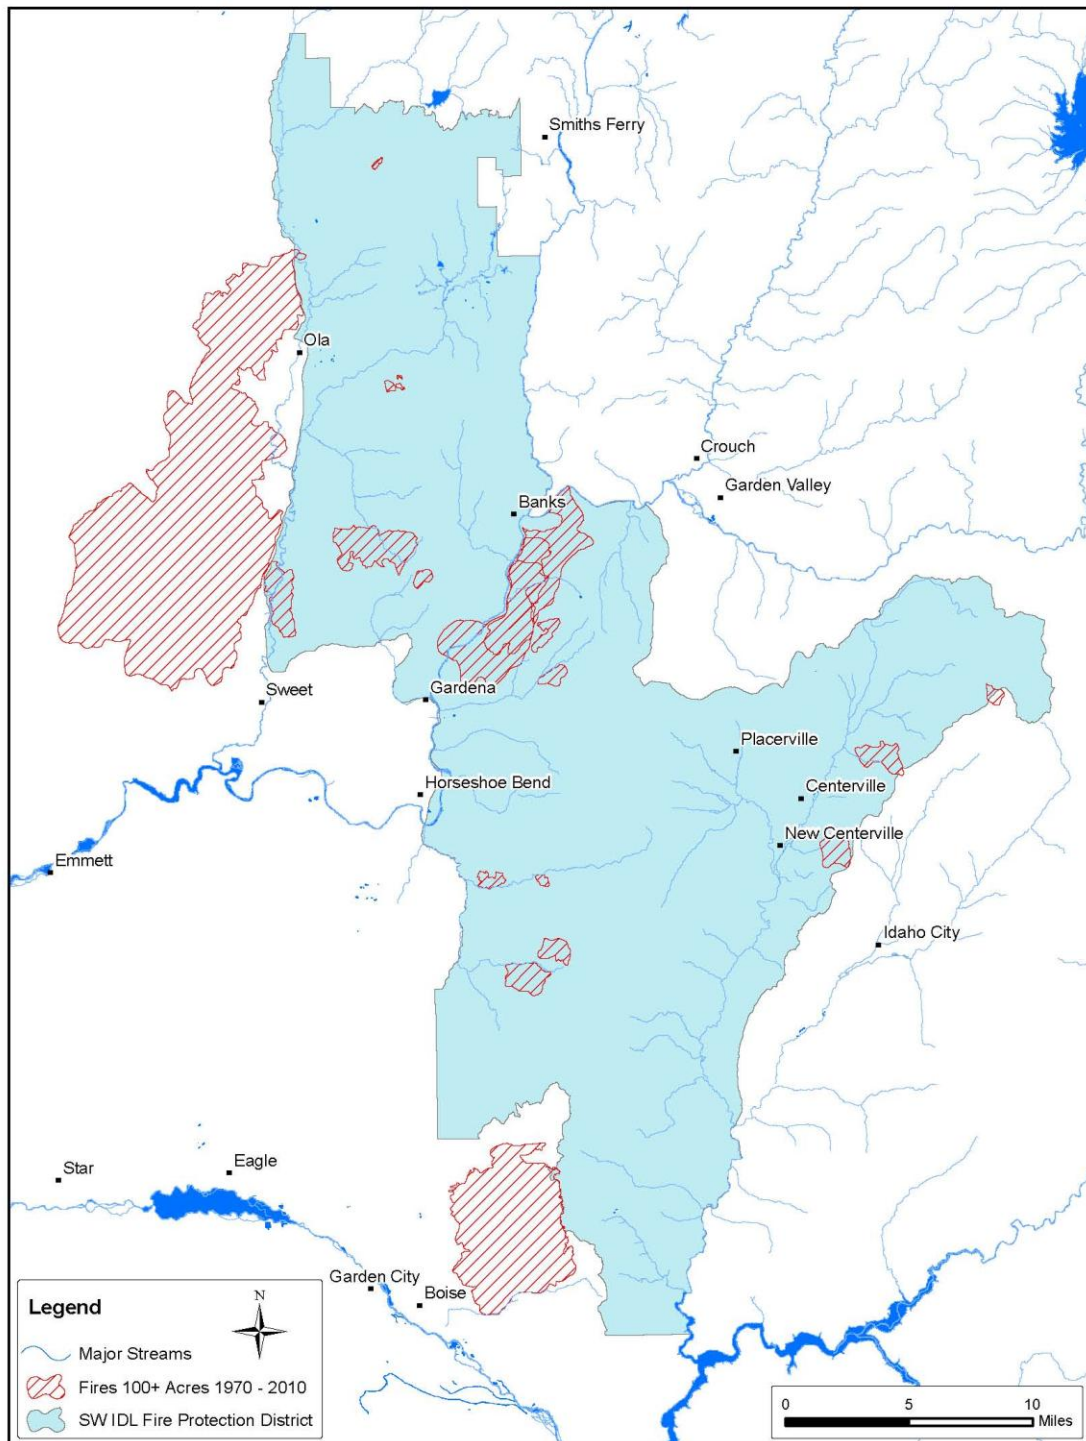 Smiths Ferry
Ola
Crouch
Garden Valley
Banks
Sweet
Gardena
Placerville
Horseshoe Bend
Centerville
New Centerville
Emmett
Idaho City
Star
Eagle
Garden City
Boise
Legend
N
Major Streams
Fires 100+ Acres 1970 - 2010
SW IDL Fire Protection District
0 5 10
Miles